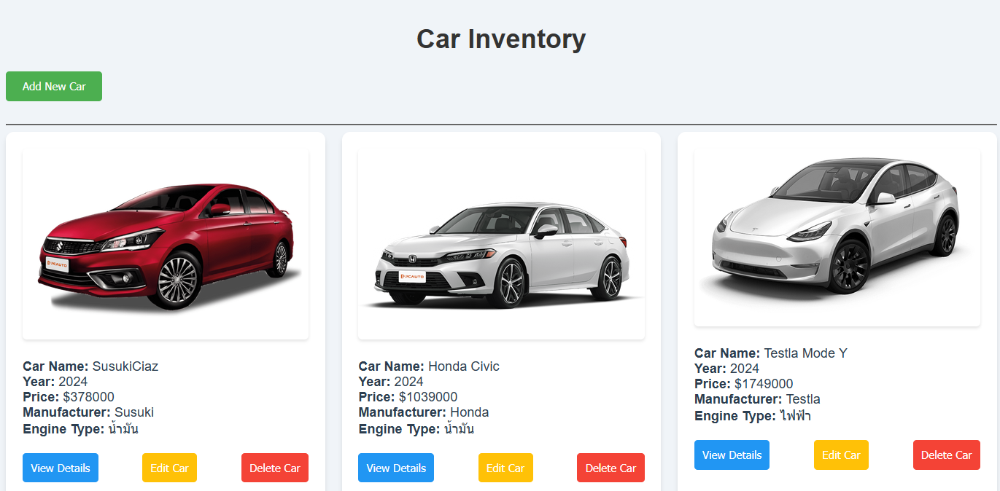 Car Inventory
Add New Car
PCAUTO
Car Name: SusukiCiaz
Year: 2024
Price: $378000
Manufacturer: Susuki
Engine Type: น้ำมัน
View Details
Edit Car
Delete Car
PCAUTO
Car Name: Honda Civic
Year: 2024
Price: $1039000
Manufacturer: Honda
Engine Type: น้ำมัน
View Details
Edit Car
Delete Car
Car Name: Testla Mode Y
Year: 2024
Price: $1749000
Manufacturer: Testla
Engine Type: ไฟฟ้า
View Details
Edit Car
Delete Car